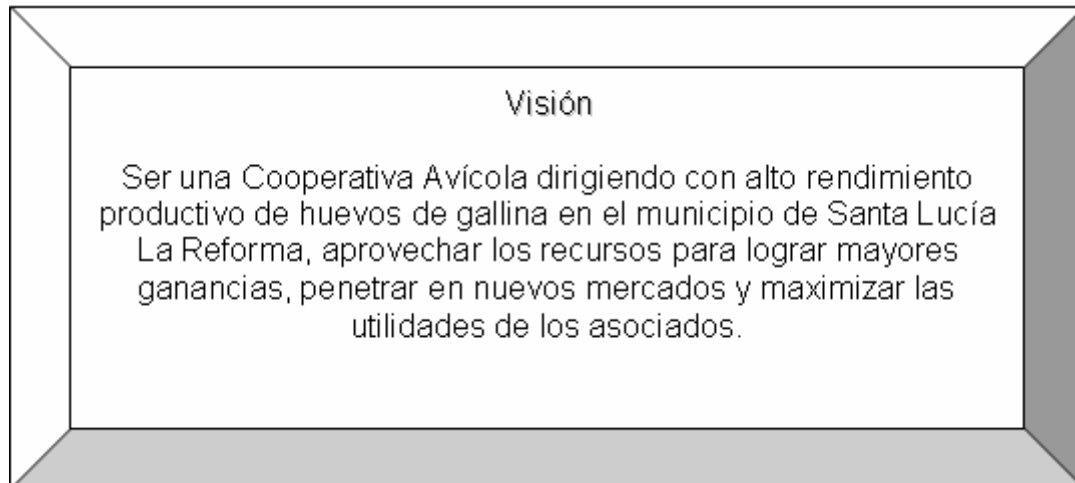 Visión
Ser una Cooperativa Avícola dirigiendo con alto rendimiento
productivo de huevos de gallina en el municipio de Santa Lucía
La Reforma, aprovechar los recursos para lograr mayores
ganancias, penetrar en nuevos mercados y maximizar las
utilidades de los asociados.